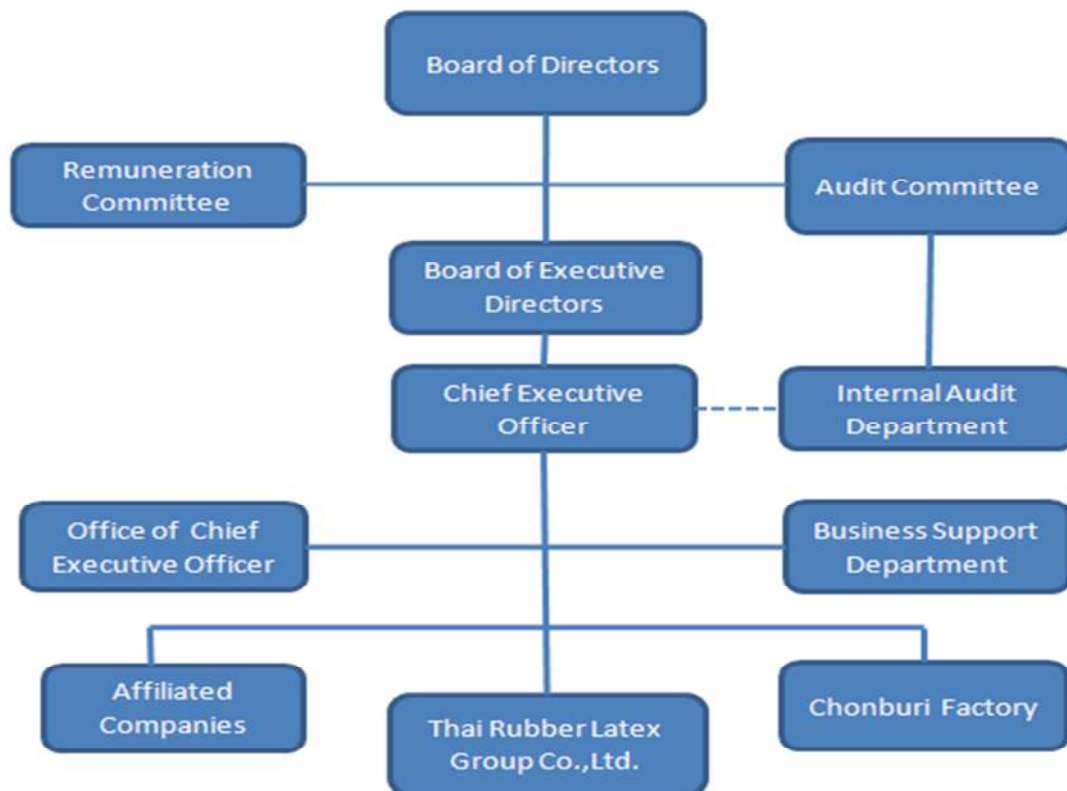 Board of Directors
Remuneration
Committee
Audit Committee
Board of Executive
Directors
Chief Executive
Officer
Internal Audit
Department
Office of Chief
Executive Officer
Business Support
Department
Affiliated
Companies
Thai Rubber Latex
Group Co.,Ltd.
Chonburi Factory